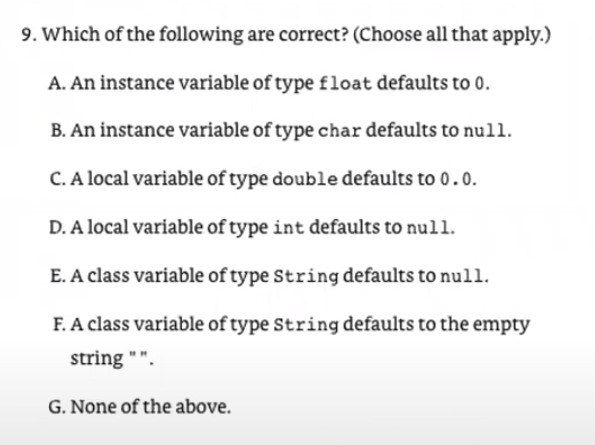 9. Which of the following are correct? (Choose all that apply.)
A. An instance variable of type float defaults to 0.
B. An instance variable of type char defaults to null.
C. A local variable of type double defaults to 0.0.
D. A local variable of type int defaults to null.
E. A class variable of type String defaults to null.
F. A class variable of type String defaults to the empty
string "".
G. None of the above.